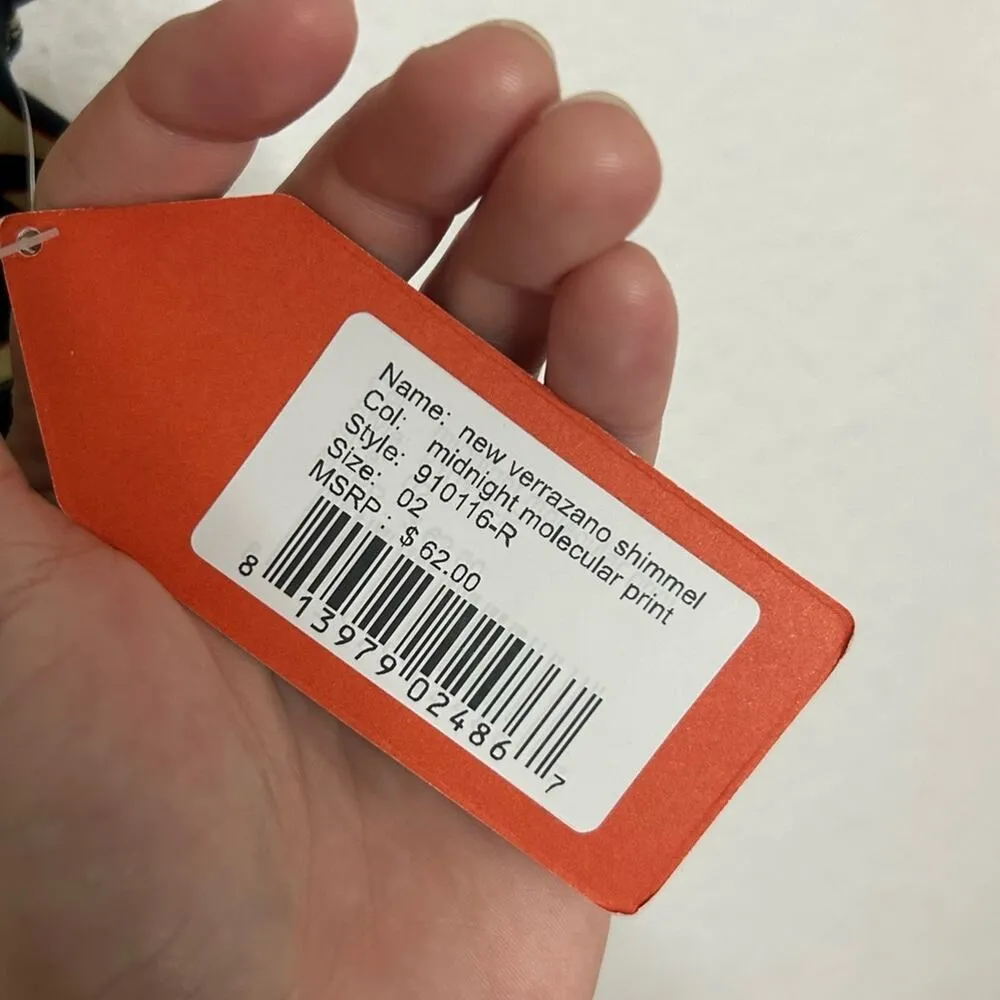 Name: new verrazano shimmel
Col: midnight molecular print
Style: 910116-R
Size: 02
MSRP: $ 62.00
8 13979 02486 7